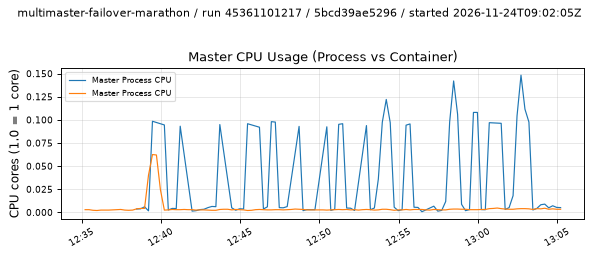 multimaster-failover-marathon / run 45361101217 / 5bcd39ae5296 / started 2026-11-24T09:02:05Z
Master CPU Usage (Process vs Container)
CPU cores (1.0 = 1 core)
0.150
0.125
0.100
0.075
0.050
0.025
0.000
Master Process CPU
Master Process CPU
12:35
12:40
12:45
12:50
12:55
13:00
13:05